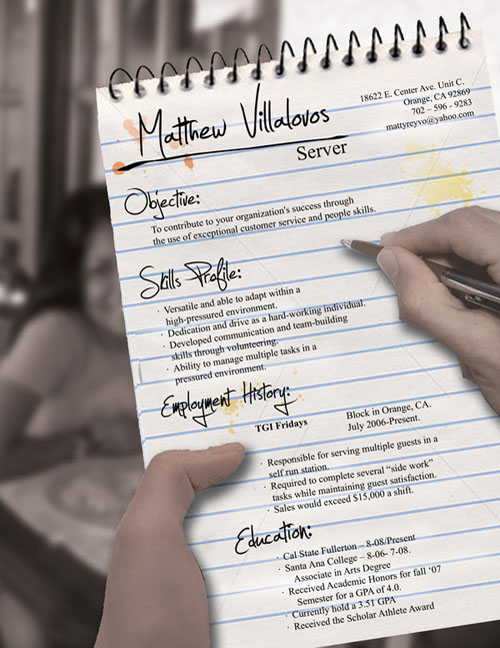 Matthew Villalovos
18622 E. Center Ave. Unit C.
Orange, CA 92869
702 – 596 - 9283
mattyreyvo@yahoo.com
Server
Objective:
To contribute to your organization's success through
the use of exceptional customer service and people skills.
Skills Profile:
· Versatile and able to adapt within a
high-pressured environment.
· Dedication and drive as a hard-working individual.
· Developed communication and team-building
skills through volunteering.
· Ability to manage multiple tasks in a
pressured environment.
Employment History:
TGI Fridays
Block in Orange, CA.
July 2006-Present.
· Responsible for serving multiple guests in a
self run station.
· Required to complete several “side work”
tasks while maintaining guest satisfaction.
· Sales would exceed $15,000 a shift.
Education:
· Cal State Fullerton – 8-08/Present
· Santa Ana College – 8-06- 7-08.
Associate in Arts Degree
· Received Academic Honors for fall ‘07
Semester for a GPA of 4.0.
· Currently hold a 3.51 GPA
· Received the Scholar Athlete Award